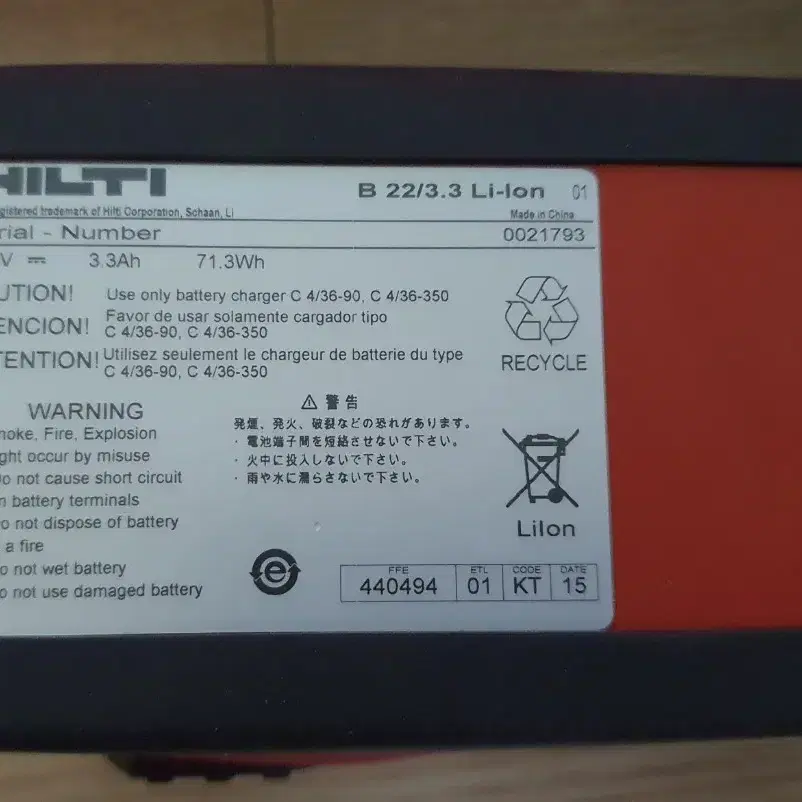 HILTI
B 22/3.3 Li-Ion 01
gistered trademark of Hilti Corporation, Schaan, Li
Made in China
rial - Number
0021793
V ⎓ 3.3Ah 71.3Wh
UTION! Use only battery charger C 4/36-90, C 4/36-350
ENCION! Favor de usar solamente cargador tipo
C 4/36-90, C 4/36-350
TENTION! Utilisez seulement le chargeur de batterie du type
C 4/36-90, C 4/36-350
RECYCLE
WARNING
moke, Fire, Explosion
ght occur by misuse
o not cause short circuit
n battery terminals
o not dispose of battery
a fire
o not wet battery
o not use damaged battery
⚠ 警告
発煙、発火、破裂などの恐れがあります。
・電池端子間を短絡させないで下さい。
・火中に投入しないで下さい。
・雨や水に濡らさないで下さい。
LiIon
e
FFE ETL CODE DATE
440494 01 KT 15